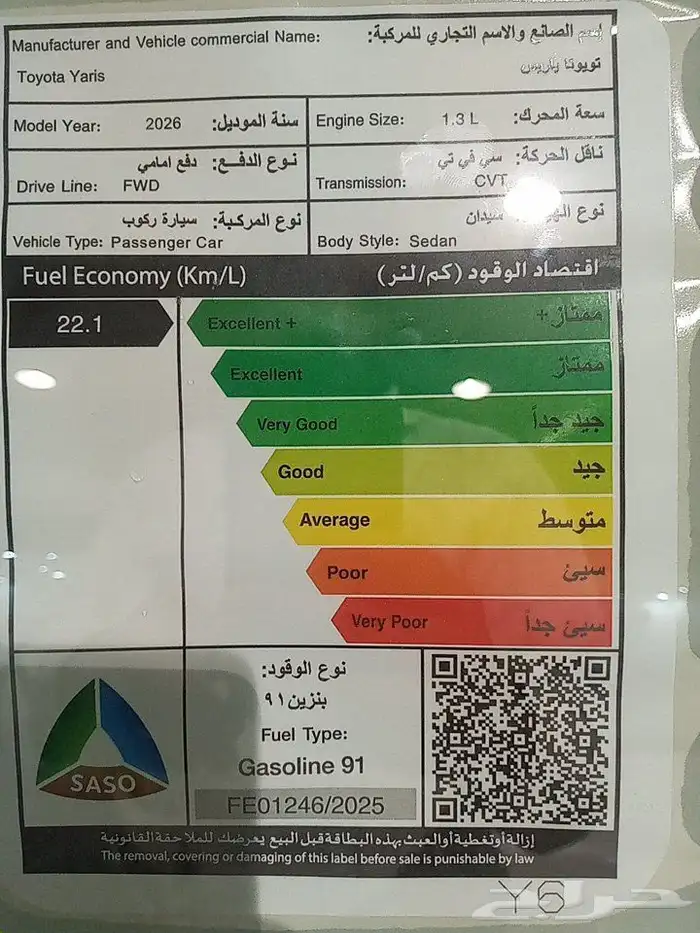 Manufacturer and Vehicle commercial Name: إسم الصانع والاسم التجاري للمركبة:
Toyota Yaris تويوتا ياريس
Model Year: 2026 سنة الموديل:
Engine Size: 1.3 L سعة المحرك:
نوع الدفع: دفع امامي
Drive Line: FWD
ناقل الحركة: سي في تي
Transmission: CVT
نوع المركبة: سيارة ركوب
Vehicle Type: Passenger Car
نوع سيدان
Body Style: Sedan
Fuel Economy (Km/L) اقتصاد الوقود (كم/لتر)
22.1
Excellent + ممتاز+
Excellent ممتاز
Very Good جيد جداً
Good جيد
Average متوسط
Poor سيئ
Very Poor سيئ جداً
SASO
نوع الوقود:
بنزين ٩١
Fuel Type:
Gasoline 91
FE01246/2025
إزالة أو تغطية أو العبث بهذه البطاقة قبل البيع يعرضك للملاحقة القانونية
The removal, covering or damaging of this label before sale is punishable by law
حراج